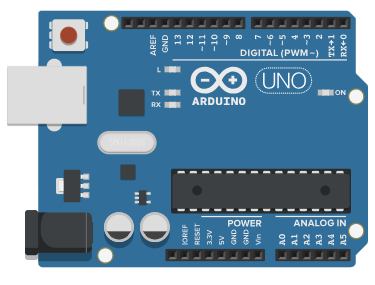 AREF
GND
13
12
~11
~10
~9
8
7
~6
~5
4
~3
2
TX→1
RX←0
DIGITAL (PWM~)
L
TX
RX
UNO
ON
ARDUINO
POWER
ANALOG IN
IOREF
RESET
3.3V
5V
GND
GND
Vin
A0
A1
A2
A3
A4
A5